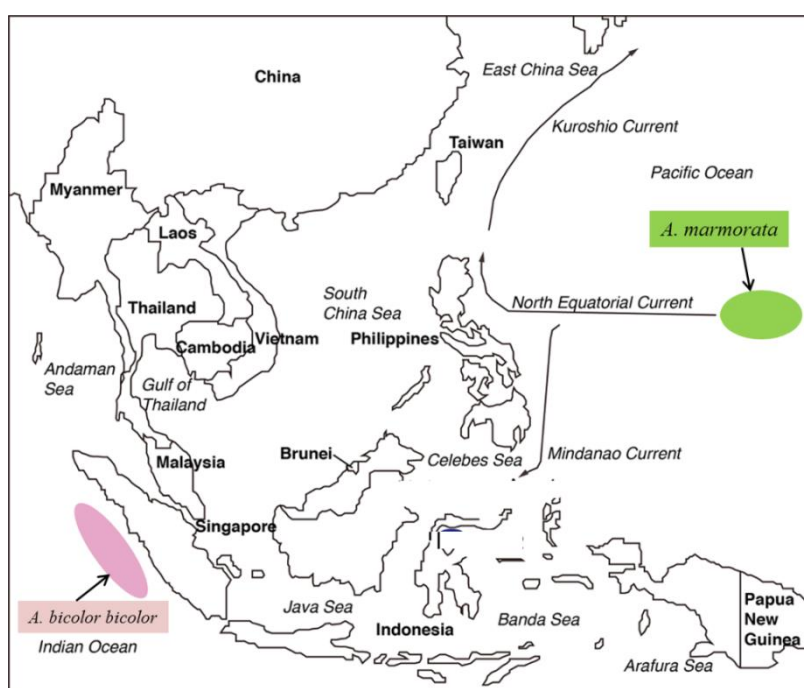 East China Sea
China
Kuroshio Current
Taiwan
Pacific Ocean
Myanmer
A. marmorata
Laos
South
China Sea
North Equatorial Current
Thailand
Cambodia
Vietnam
Philippines
Andaman
Sea
Gulf of
Thailand
Malaysia
Brunei
Celebes Sea
Mindanao Current
Singapore
A. bicolor bicolor
Java Sea
Indonesia
Banda Sea
Papua
New
Guinea
Indian Ocean
Arafura Sea